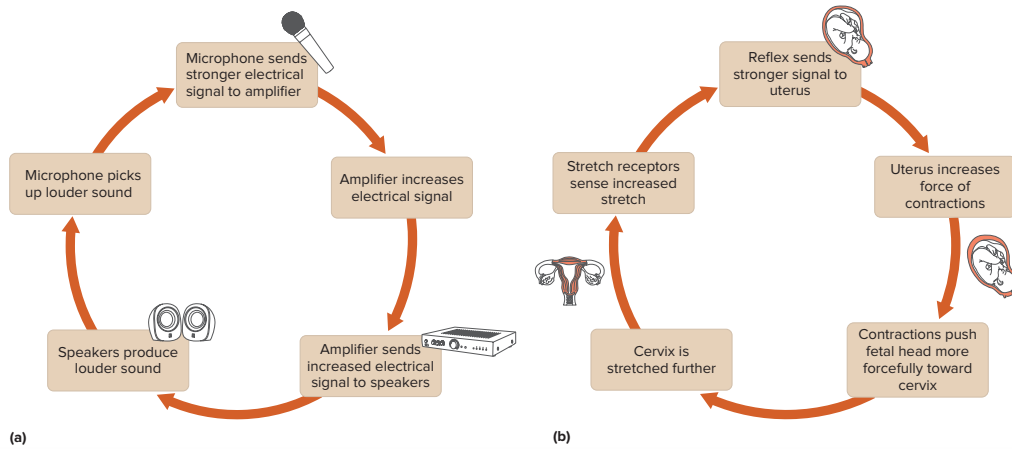 Microphone sends
stronger electrical
signal to amplifier
Amplifier increases
electrical signal
Amplifier sends
increased electrical
signal to speakers
Speakers produce
louder sound
Microphone picks
up louder sound
(a)
Reflex sends
stronger signal to
uterus
Uterus increases
force of
contractions
Contractions push
fetal head more
forcefully toward
cervix
Cervix is
stretched further
Stretch receptors
sense increased
stretch
(b)